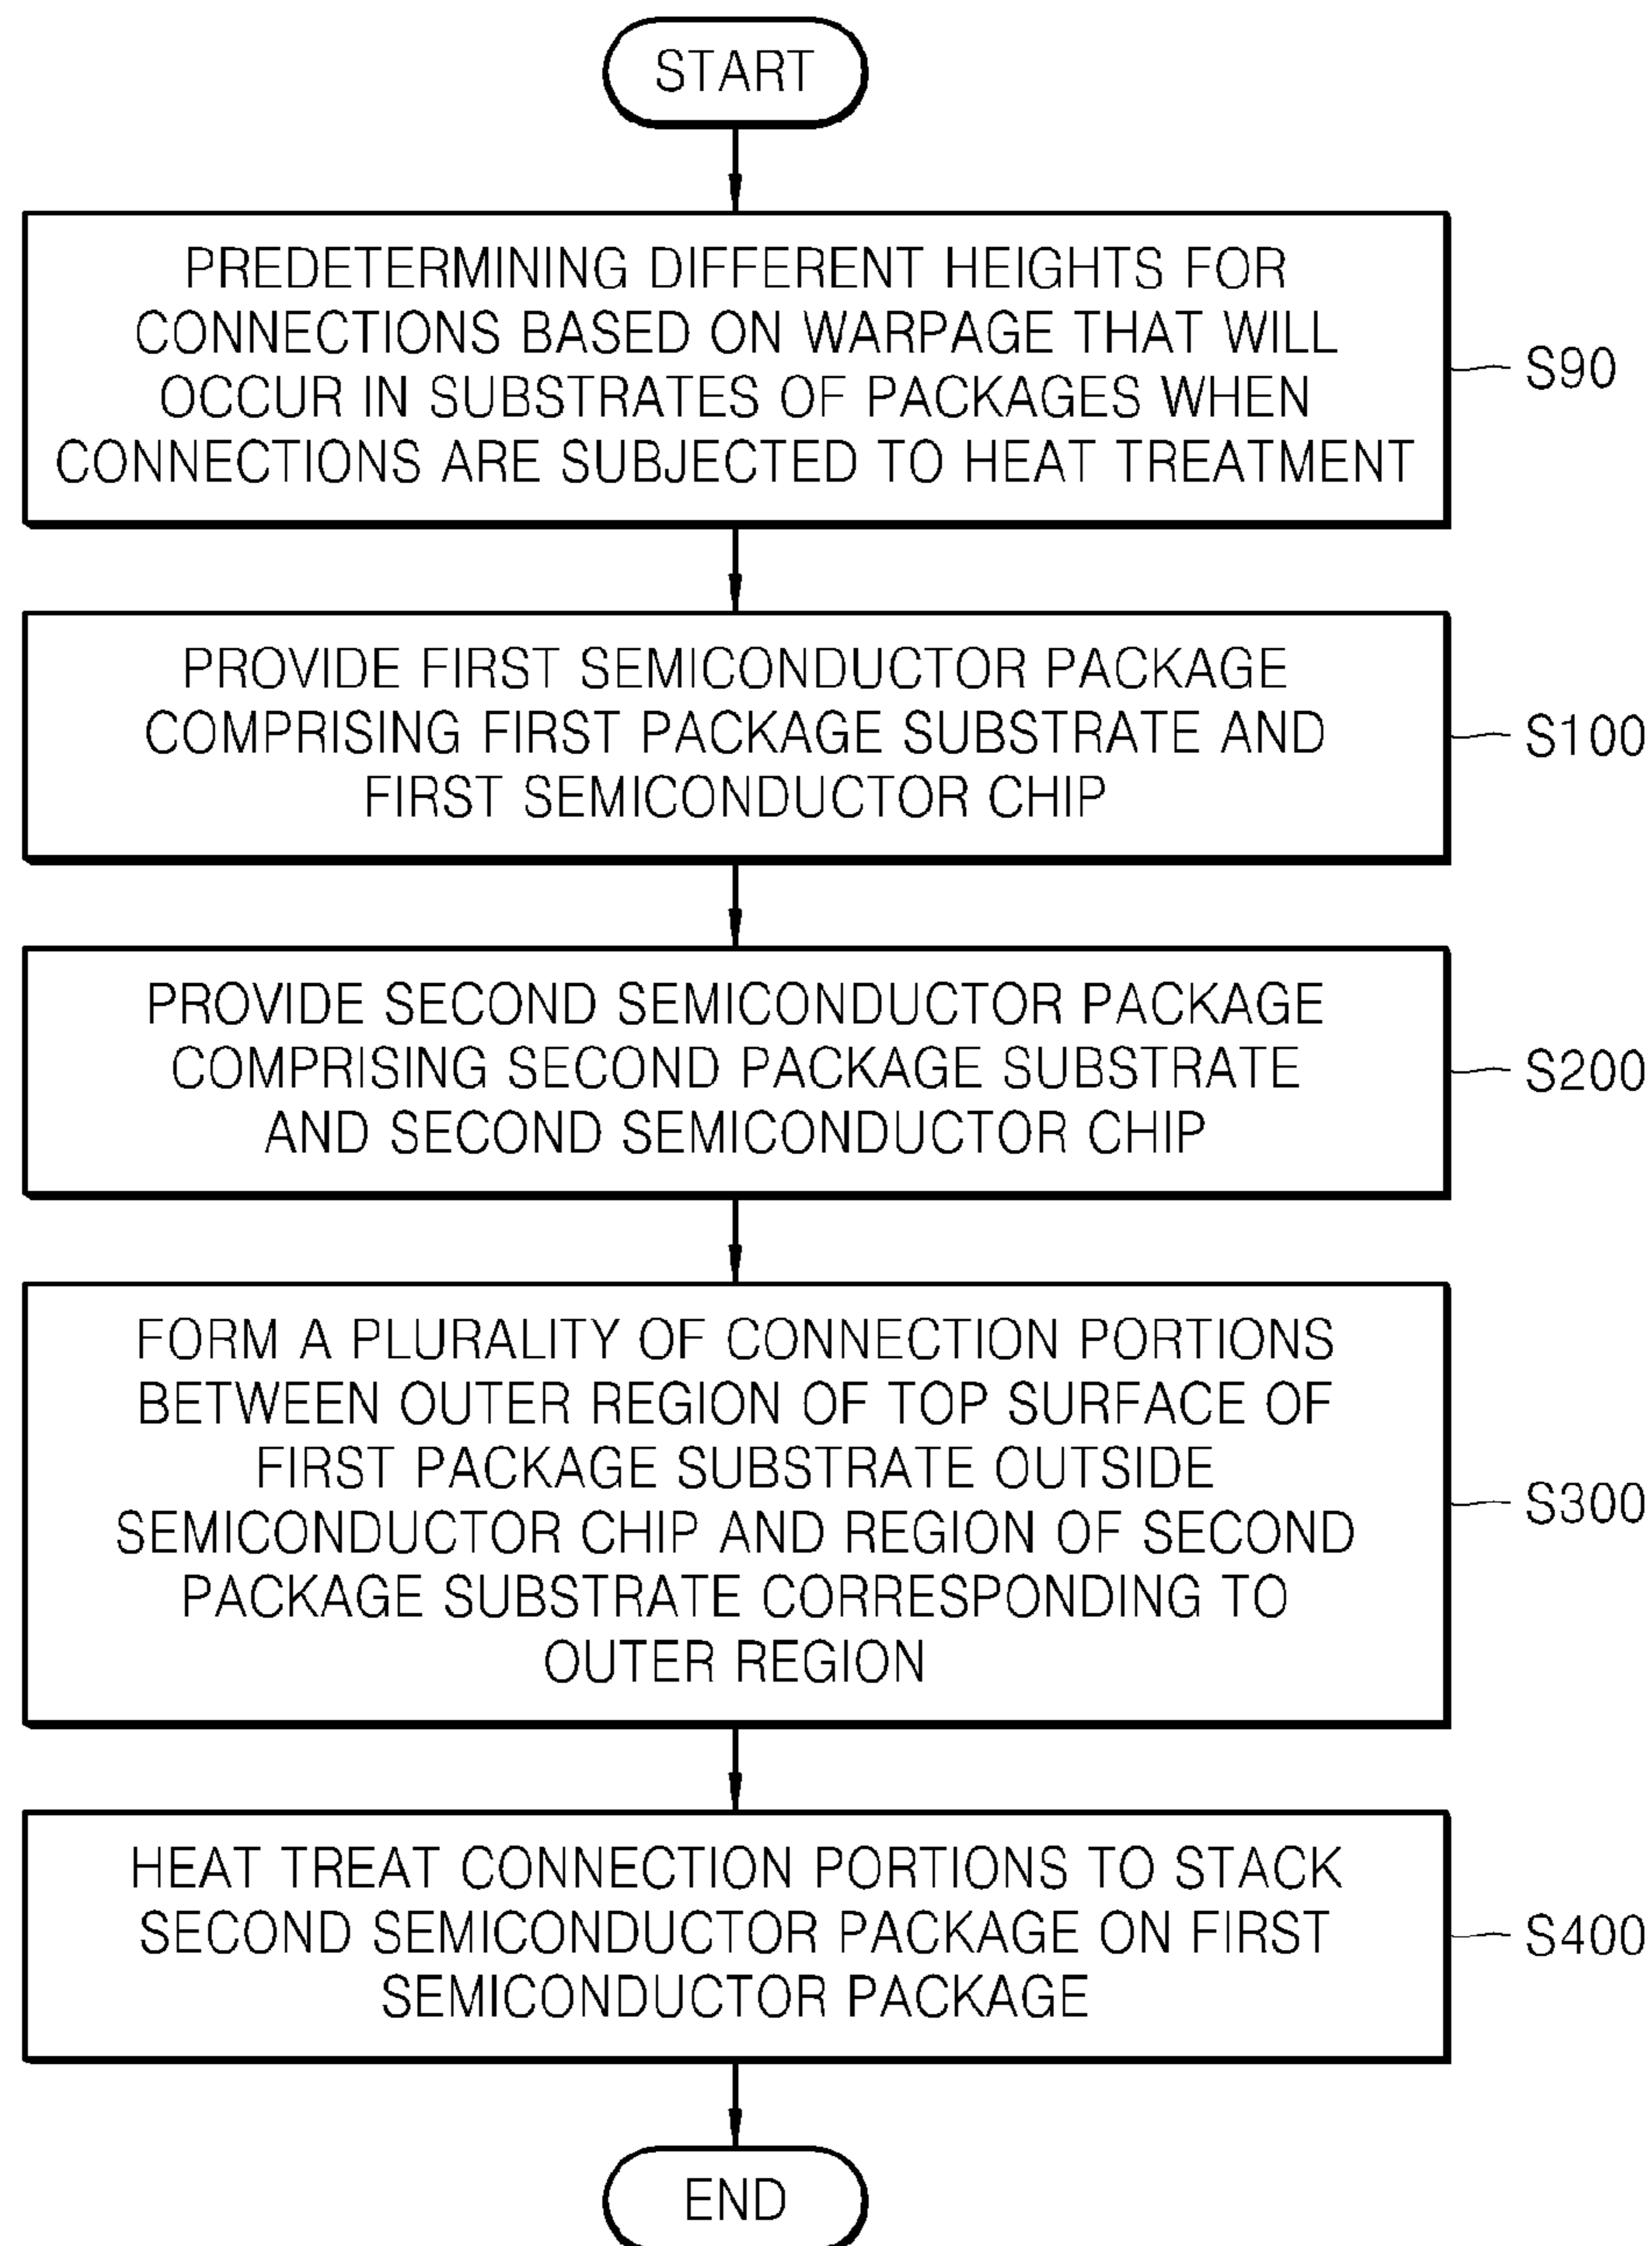 START
PREDETERMINING DIFFERENT HEIGHTS FOR
CONNECTIONS BASED ON WARPAGE THAT WILL
OCCUR IN SUBSTRATES OF PACKAGES WHEN
CONNECTIONS ARE SUBJECTED TO HEAT TREATMENT
S90
PROVIDE FIRST SEMICONDUCTOR PACKAGE
COMPRISING FIRST PACKAGE SUBSTRATE AND
FIRST SEMICONDUCTOR CHIP
S100
PROVIDE SECOND SEMICONDUCTOR PACKAGE
COMPRISING SECOND PACKAGE SUBSTRATE
AND SECOND SEMICONDUCTOR CHIP
S200
FORM A PLURALITY OF CONNECTION PORTIONS
BETWEEN OUTER REGION OF TOP SURFACE OF
FIRST PACKAGE SUBSTRATE OUTSIDE
SEMICONDUCTOR CHIP AND REGION OF SECOND
PACKAGE SUBSTRATE CORRESPONDING TO
OUTER REGION
S300
HEAT TREAT CONNECTION PORTIONS TO STACK
SECOND SEMICONDUCTOR PACKAGE ON FIRST
SEMICONDUCTOR PACKAGE
S400
END